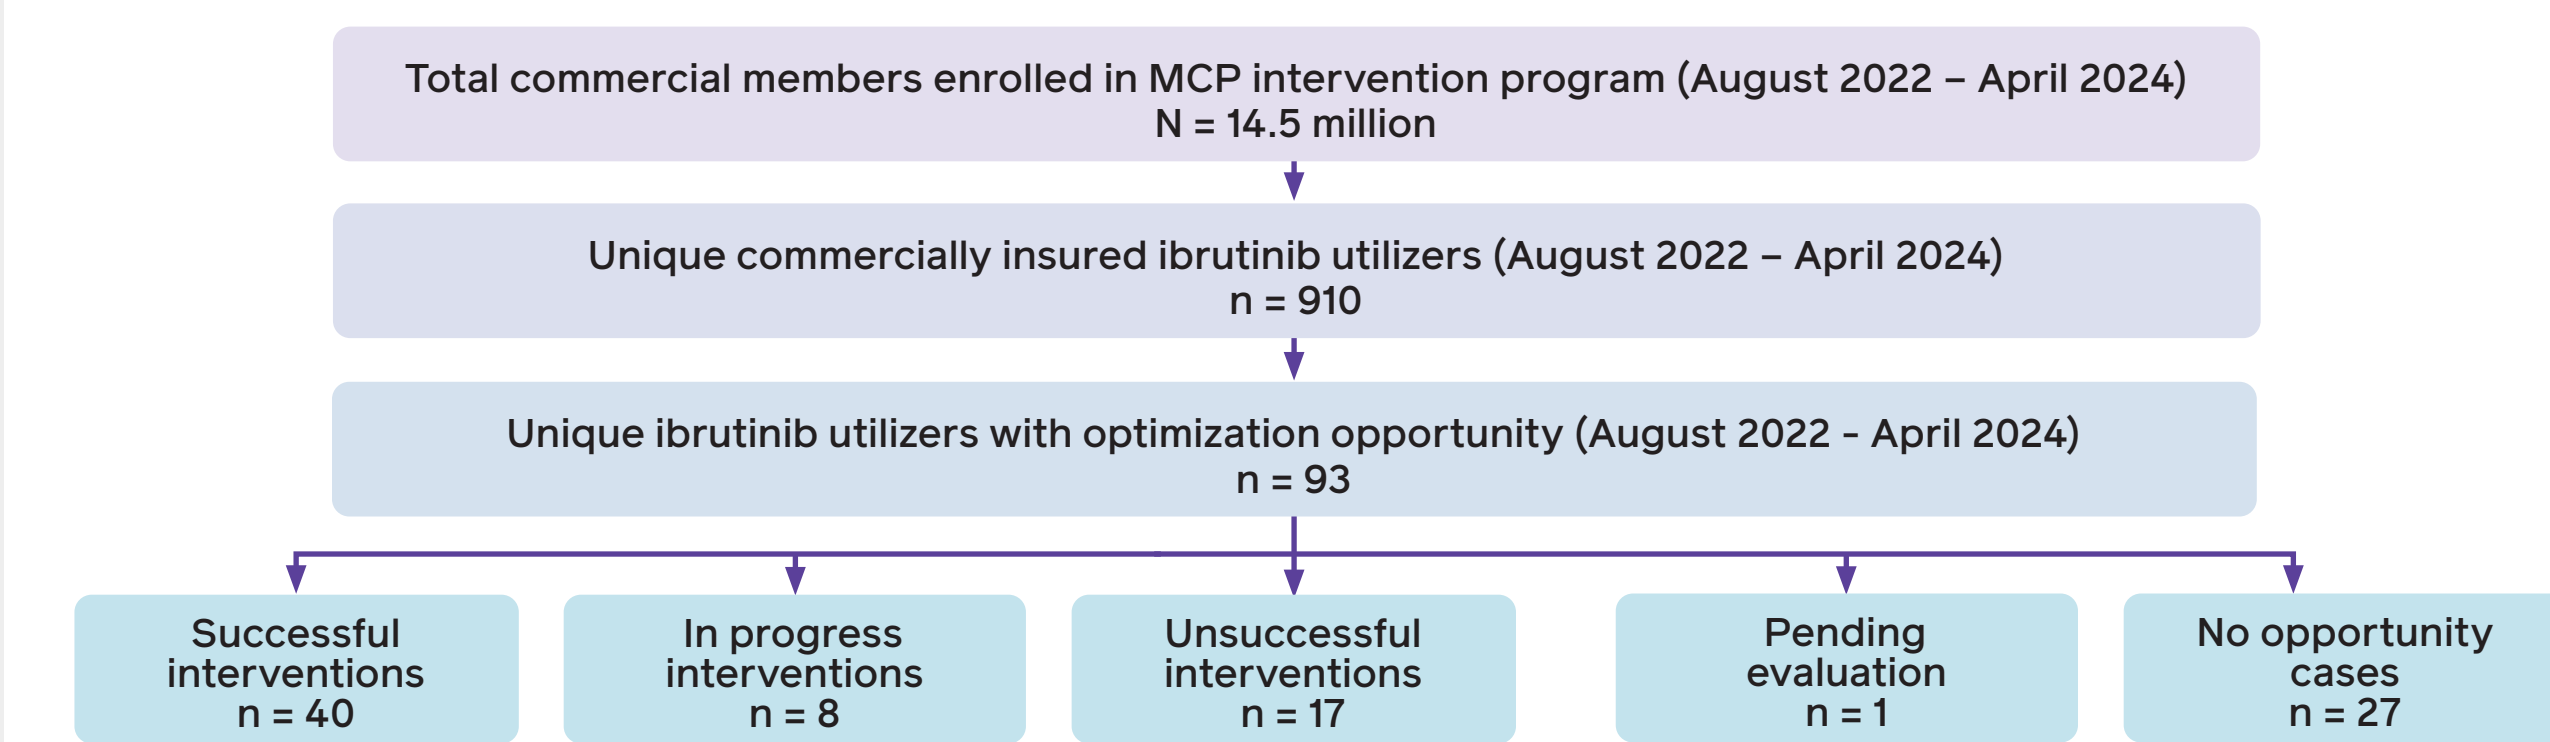 Total commercial members enrolled in MCP intervention program (August 2022 – April 2024)
N = 14.5 million
Unique commercially insured ibrutinib utilizers (August 2022 – April 2024)
n = 910
Unique ibrutinib utilizers with optimization opportunity (August 2022 - April 2024)
n = 93
Successful
interventions
n = 40
In progress
interventions
n = 8
Unsuccessful
interventions
n = 17
Pending
evaluation
n = 1
No opportunity
cases
n = 27